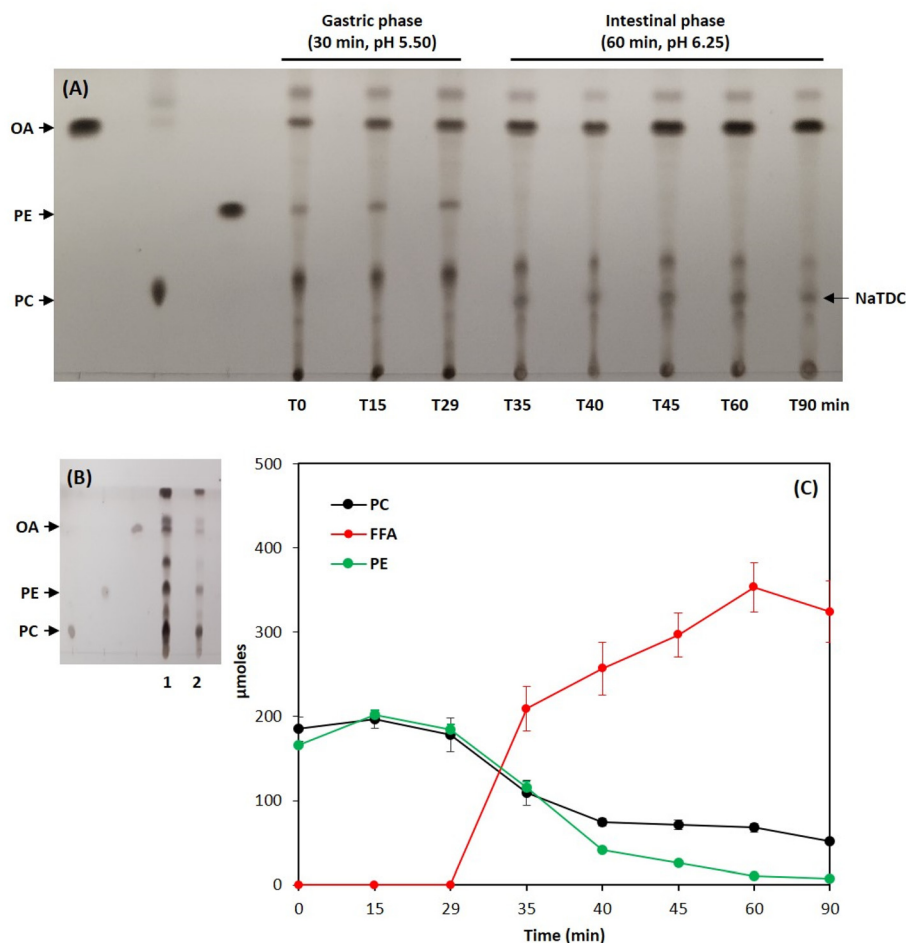 Gastric phase
(30 min, pH 5.50)
Intestinal phase
(60 min, pH 6.25)
(A)
OA
PE
PC
NaTDC
T0 T15 T29 T35 T40 T45 T60 T90 min
(B)
OA
PE
PC
1 2
(C)
PC
FFA
PE
500
400
300
200
100
0
µmoles
0 15 29 35 40 45 60 90
Time (min)